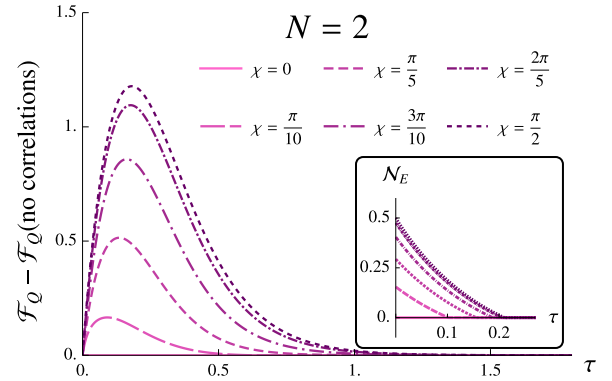 N = 2
χ = 0
χ = π/5
χ = 2π/5
χ = π/10
χ = 3π/10
χ = π/2
ℱ_Q − ℱ_Q(no correlations)
1.5
1.
0.5
0.
0.
0.5
1.
1.5
τ
𝒩_E
0.5
0.25
0.
0.1
0.2
τ